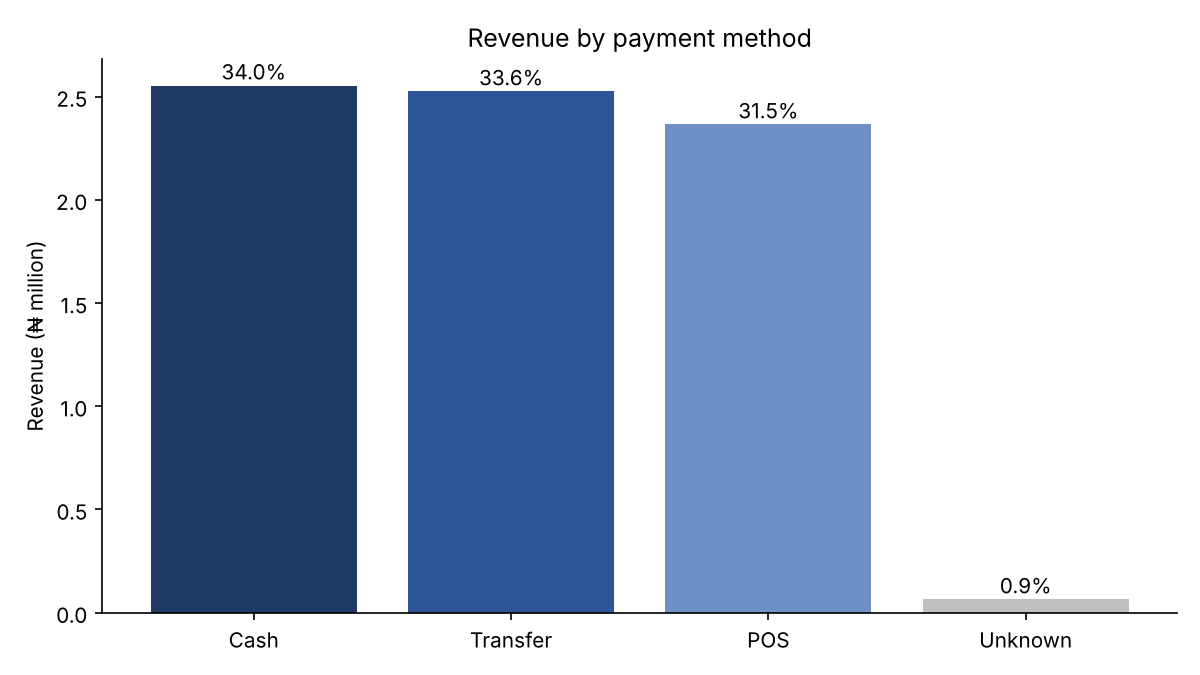 Revenue by payment method
Revenue (₦ million)
2.5
2.0
1.5
1.0
0.5
0.0
34.0%
33.6%
31.5%
0.9%
Cash
Transfer
POS
Unknown